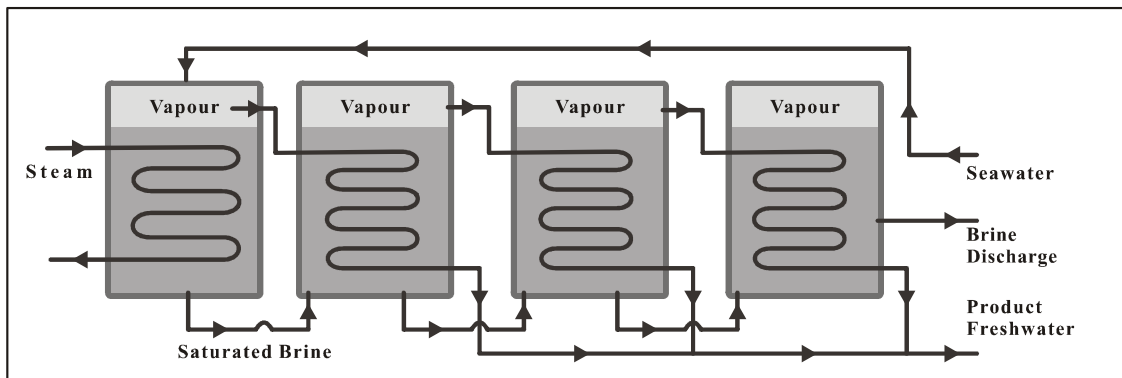 Vapour
Vapour
Vapour
Vapour
Steam
Seawater
Brine
Discharge
Product
Freshwater
Saturated Brine